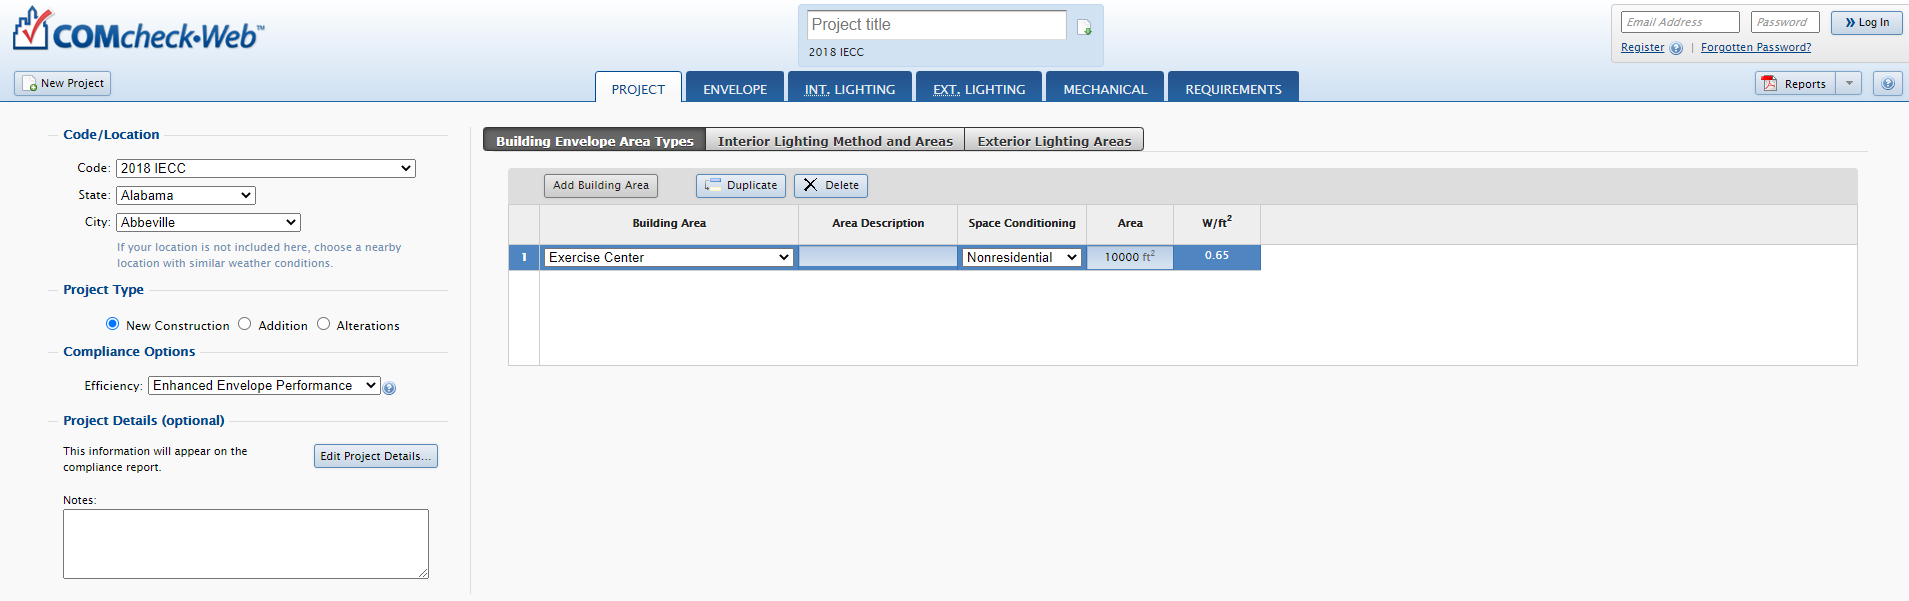 COMcheck•Web™
Project title
2018 IECC
Email Address
Password
Log In
Register | Forgotten Password?
New Project
PROJECT
ENVELOPE
INT. LIGHTING
EXT. LIGHTING
MECHANICAL
REQUIREMENTS
Reports
Code/Location
Code: 2018 IECC
State: Alabama
City: Abbeville
If your location is not included here, choose a nearby
location with similar weather conditions.
Project Type
New Construction Addition Alterations
Compliance Options
Efficiency: Enhanced Envelope Performance
Project Details (optional)
This information will appear on the
compliance report.
Edit Project Details...
Notes:
Building Envelope Area Types
Interior Lighting Method and Areas
Exterior Lighting Areas
Add Building Area
Duplicate
Delete
Building Area Area Description Space Conditioning Area W/ft²
1 Exercise Center Nonresidential 10000 ft² 0.65